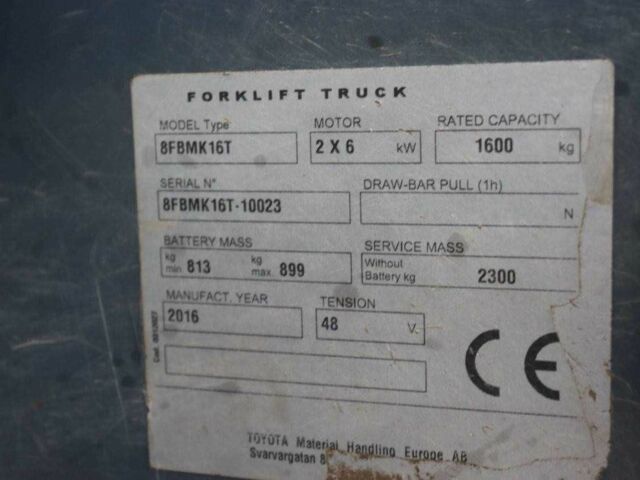 FORKLIFT TRUCK
MODEL Type MOTOR RATED CAPACITY
8FBMK16T 2 X 6 kW 1600 kg
SERIAL N° DRAW-BAR PULL (1h)
8FBMK16T-10023 N
BATTERY MASS SERVICE MASS
kg min 813 kg max 899 Without Battery kg 2300
MANUFACT. YEAR TENSION
2016 48 V.
CE
TOYOTA Material Handling Europe AB
Svarvargatan 8